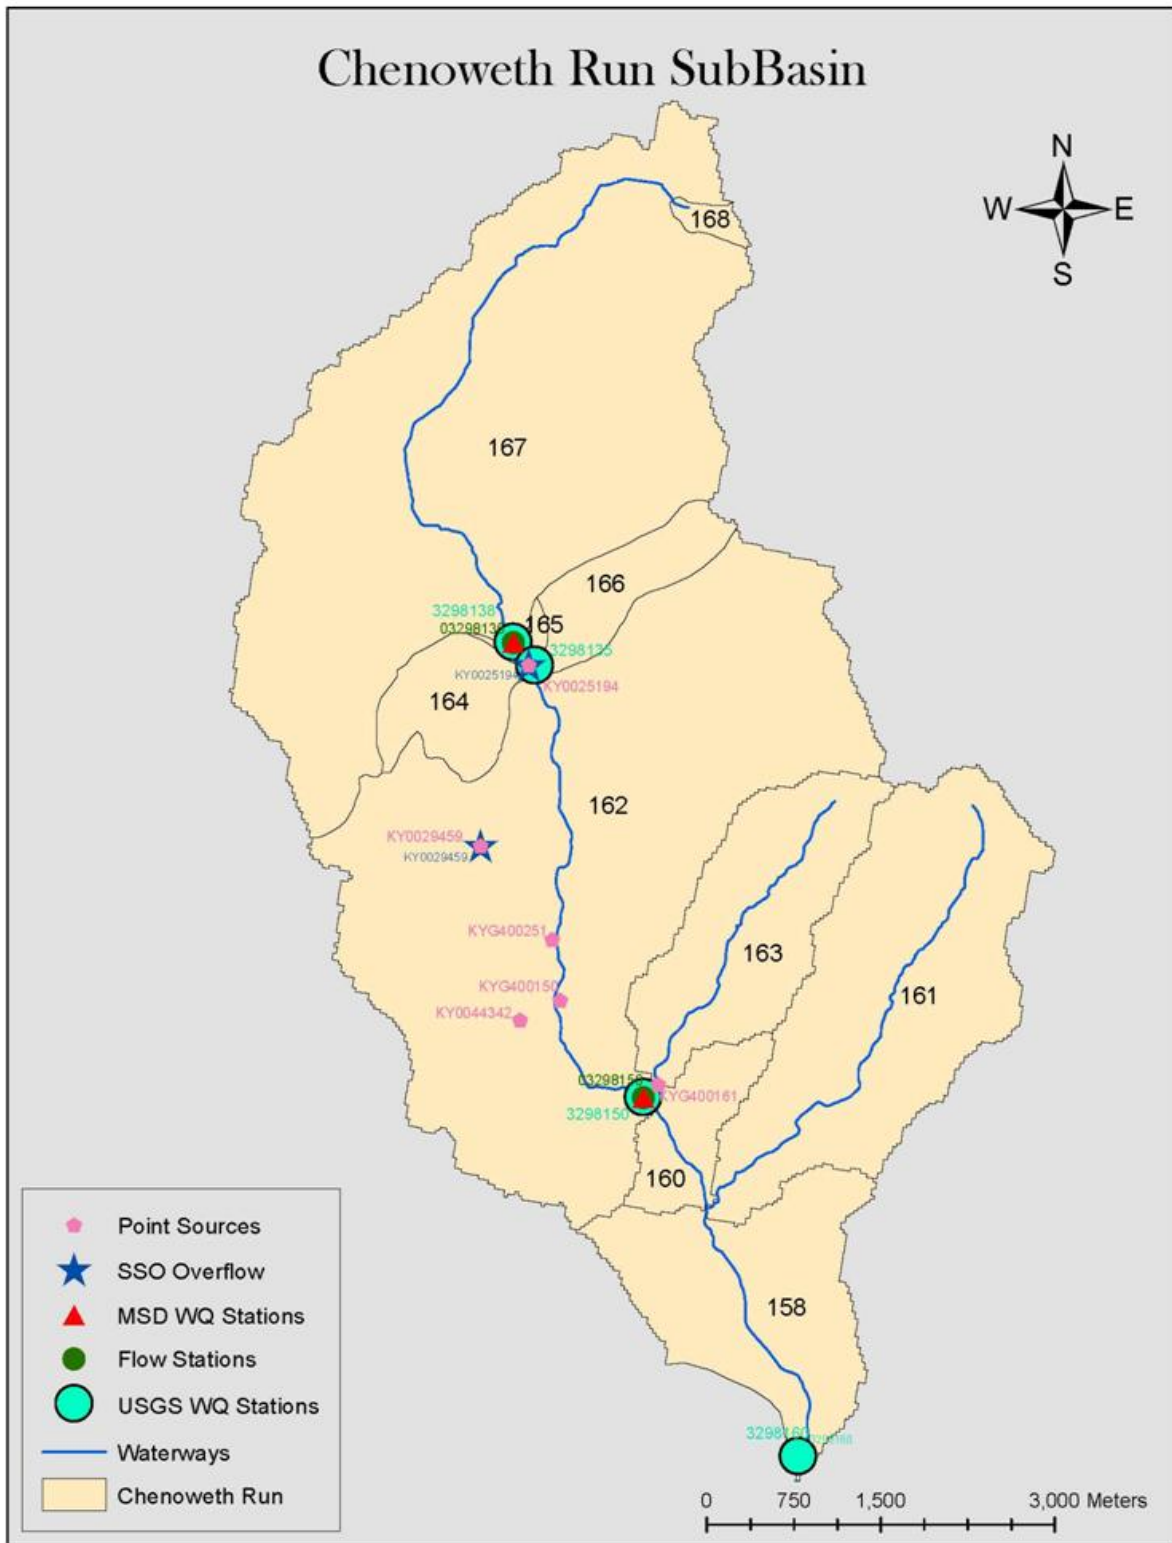 Chenoweth Run SubBasin
N
W E
S
168
167
166
3298138
165
3298135
KY0025194
KY0025194
164
162
KY0029459
KY0029459
KYG400251
163
161
KYG400150
KY0044342
KYG400161
3298150
160
158
3298160
Point Sources
SSO Overflow
MSD WQ Stations
Flow Stations
USGS WQ Stations
Waterways
Chenoweth Run
0 750 1,500 3,000 Meters